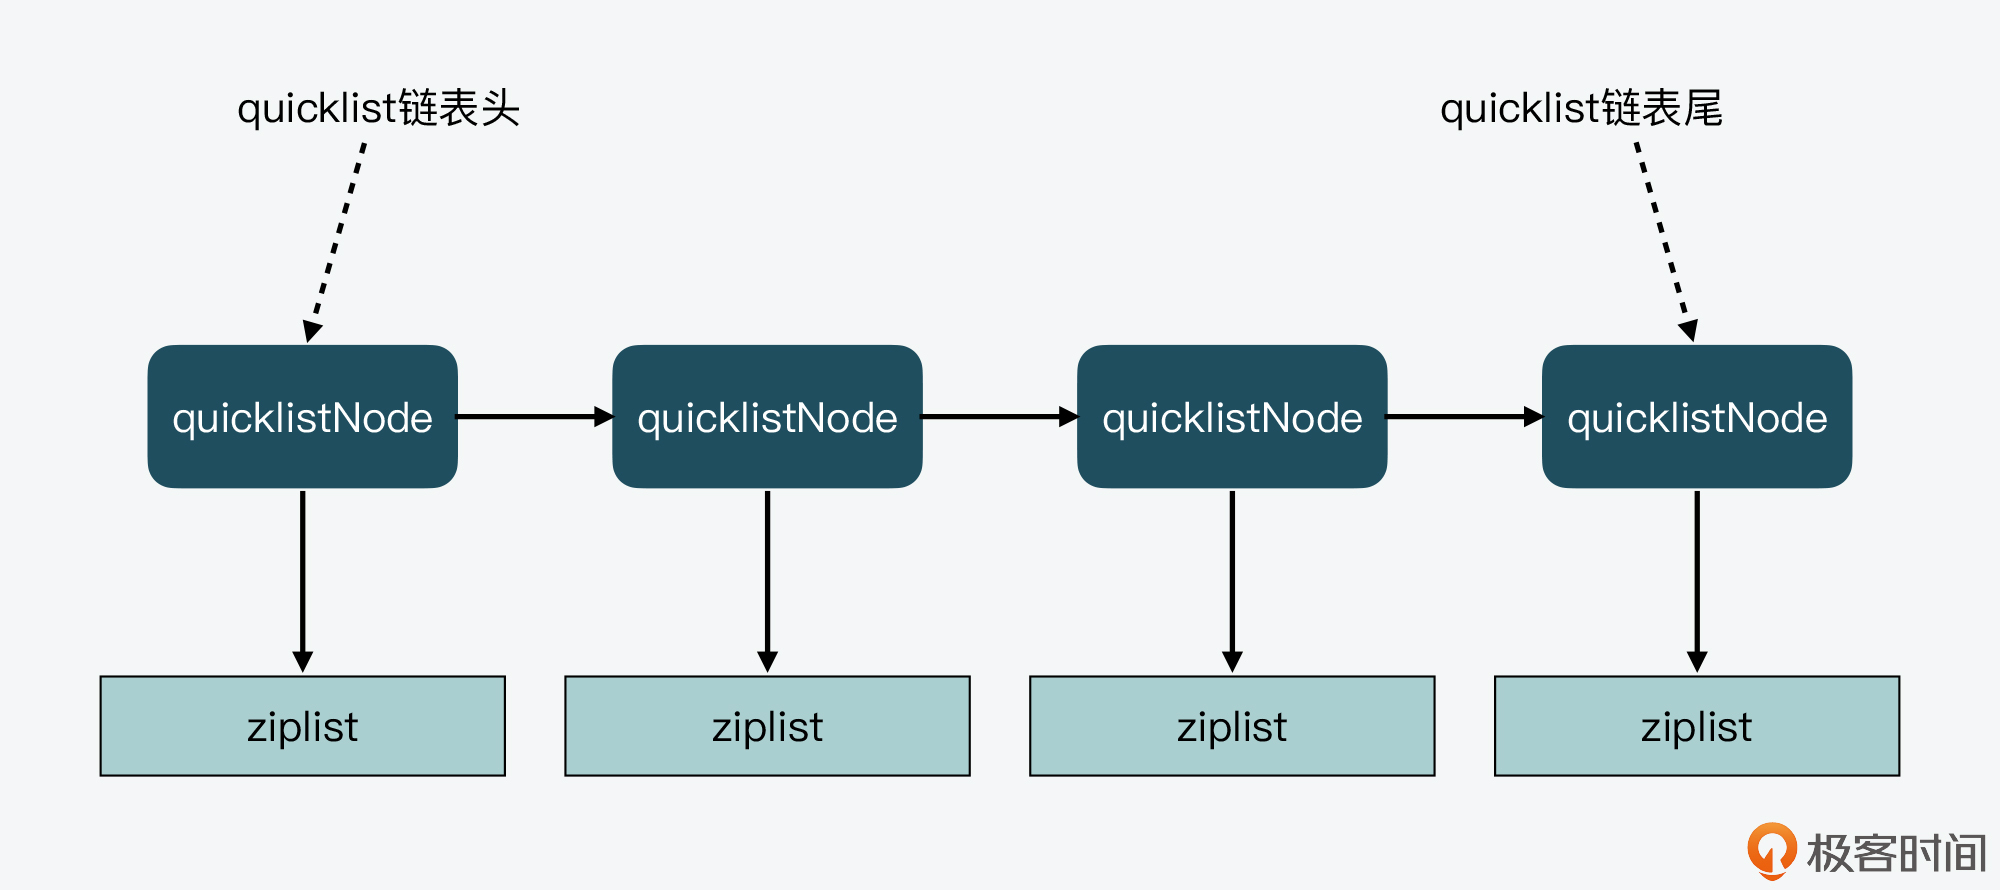 quicklist链表头
quicklist链表尾
quicklistNode
quicklistNode
quicklistNode
quicklistNode
ziplist
ziplist
ziplist
ziplist
极客时间